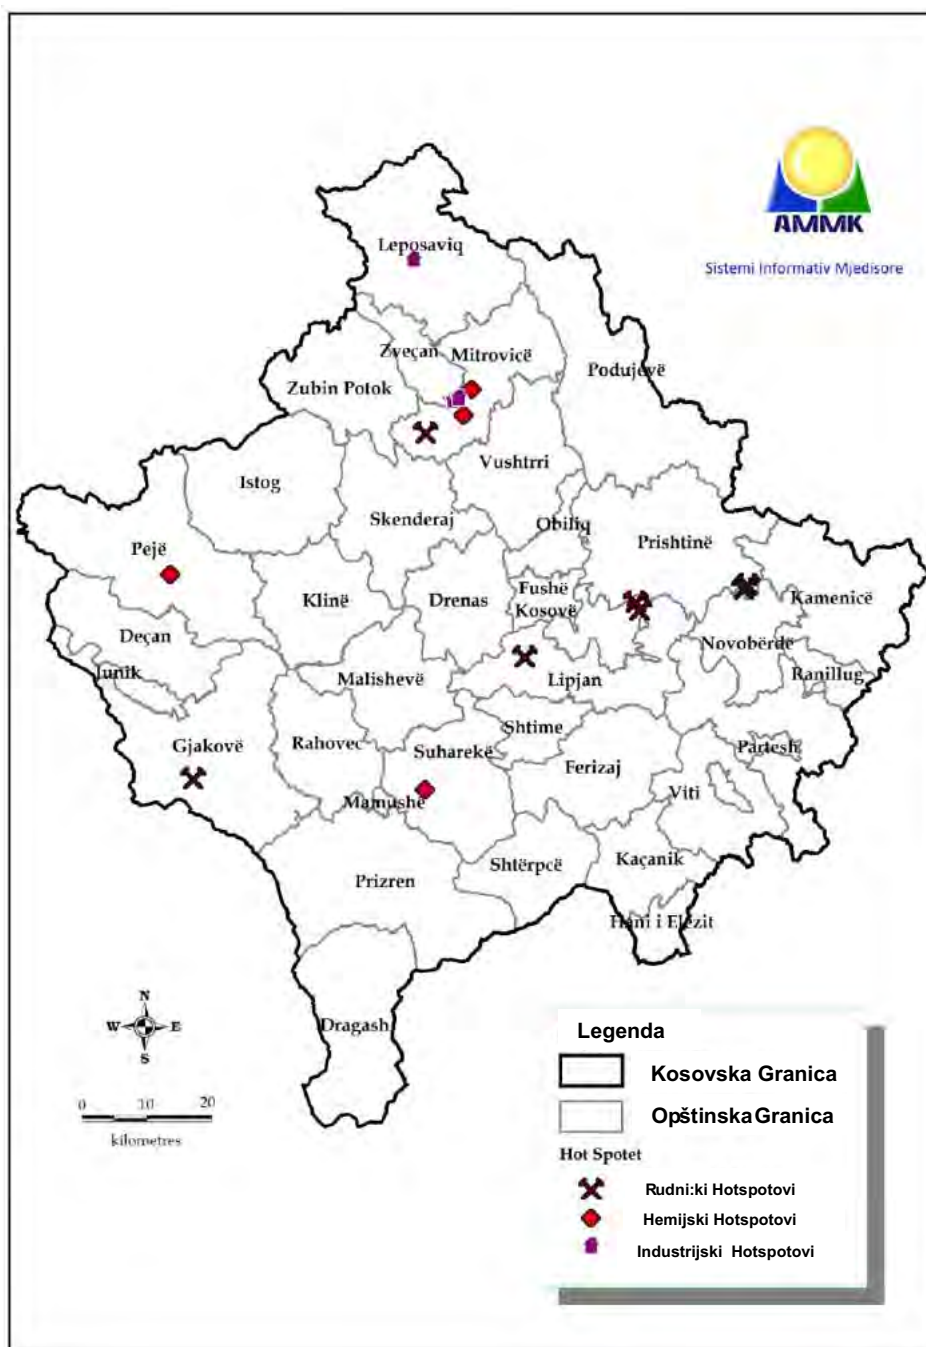 AMMK
Sistemi Informativ Mjedisore
Leposaviq
Zveçan
Mitrovicë
Zubin Potok
Podujevë
Istog
Vushtrri
Skenderaj
Obiliq
Prishtinë
Pejë
Klinë
Drenas
Fushë
Kosovë
Kamenicë
Deçan
Novobërdë
Junik
Malishevë
Lipjan
Ranillug
Gjakovë
Rahovec
Suharekë
Shtime
Ferizaj
Partesh
Viti
Mamushë
Prizren
Shtërpcë
Kaçanik
Hani i Elezit
Dragash
N
W E
S
0 10 20
kilometres
Legenda
Kosovska Granica
Opštinska Granica
Hot Spotet
Rudni:ki Hotspotovi
Hemijski Hotspotovi
Industrijski Hotspotovi